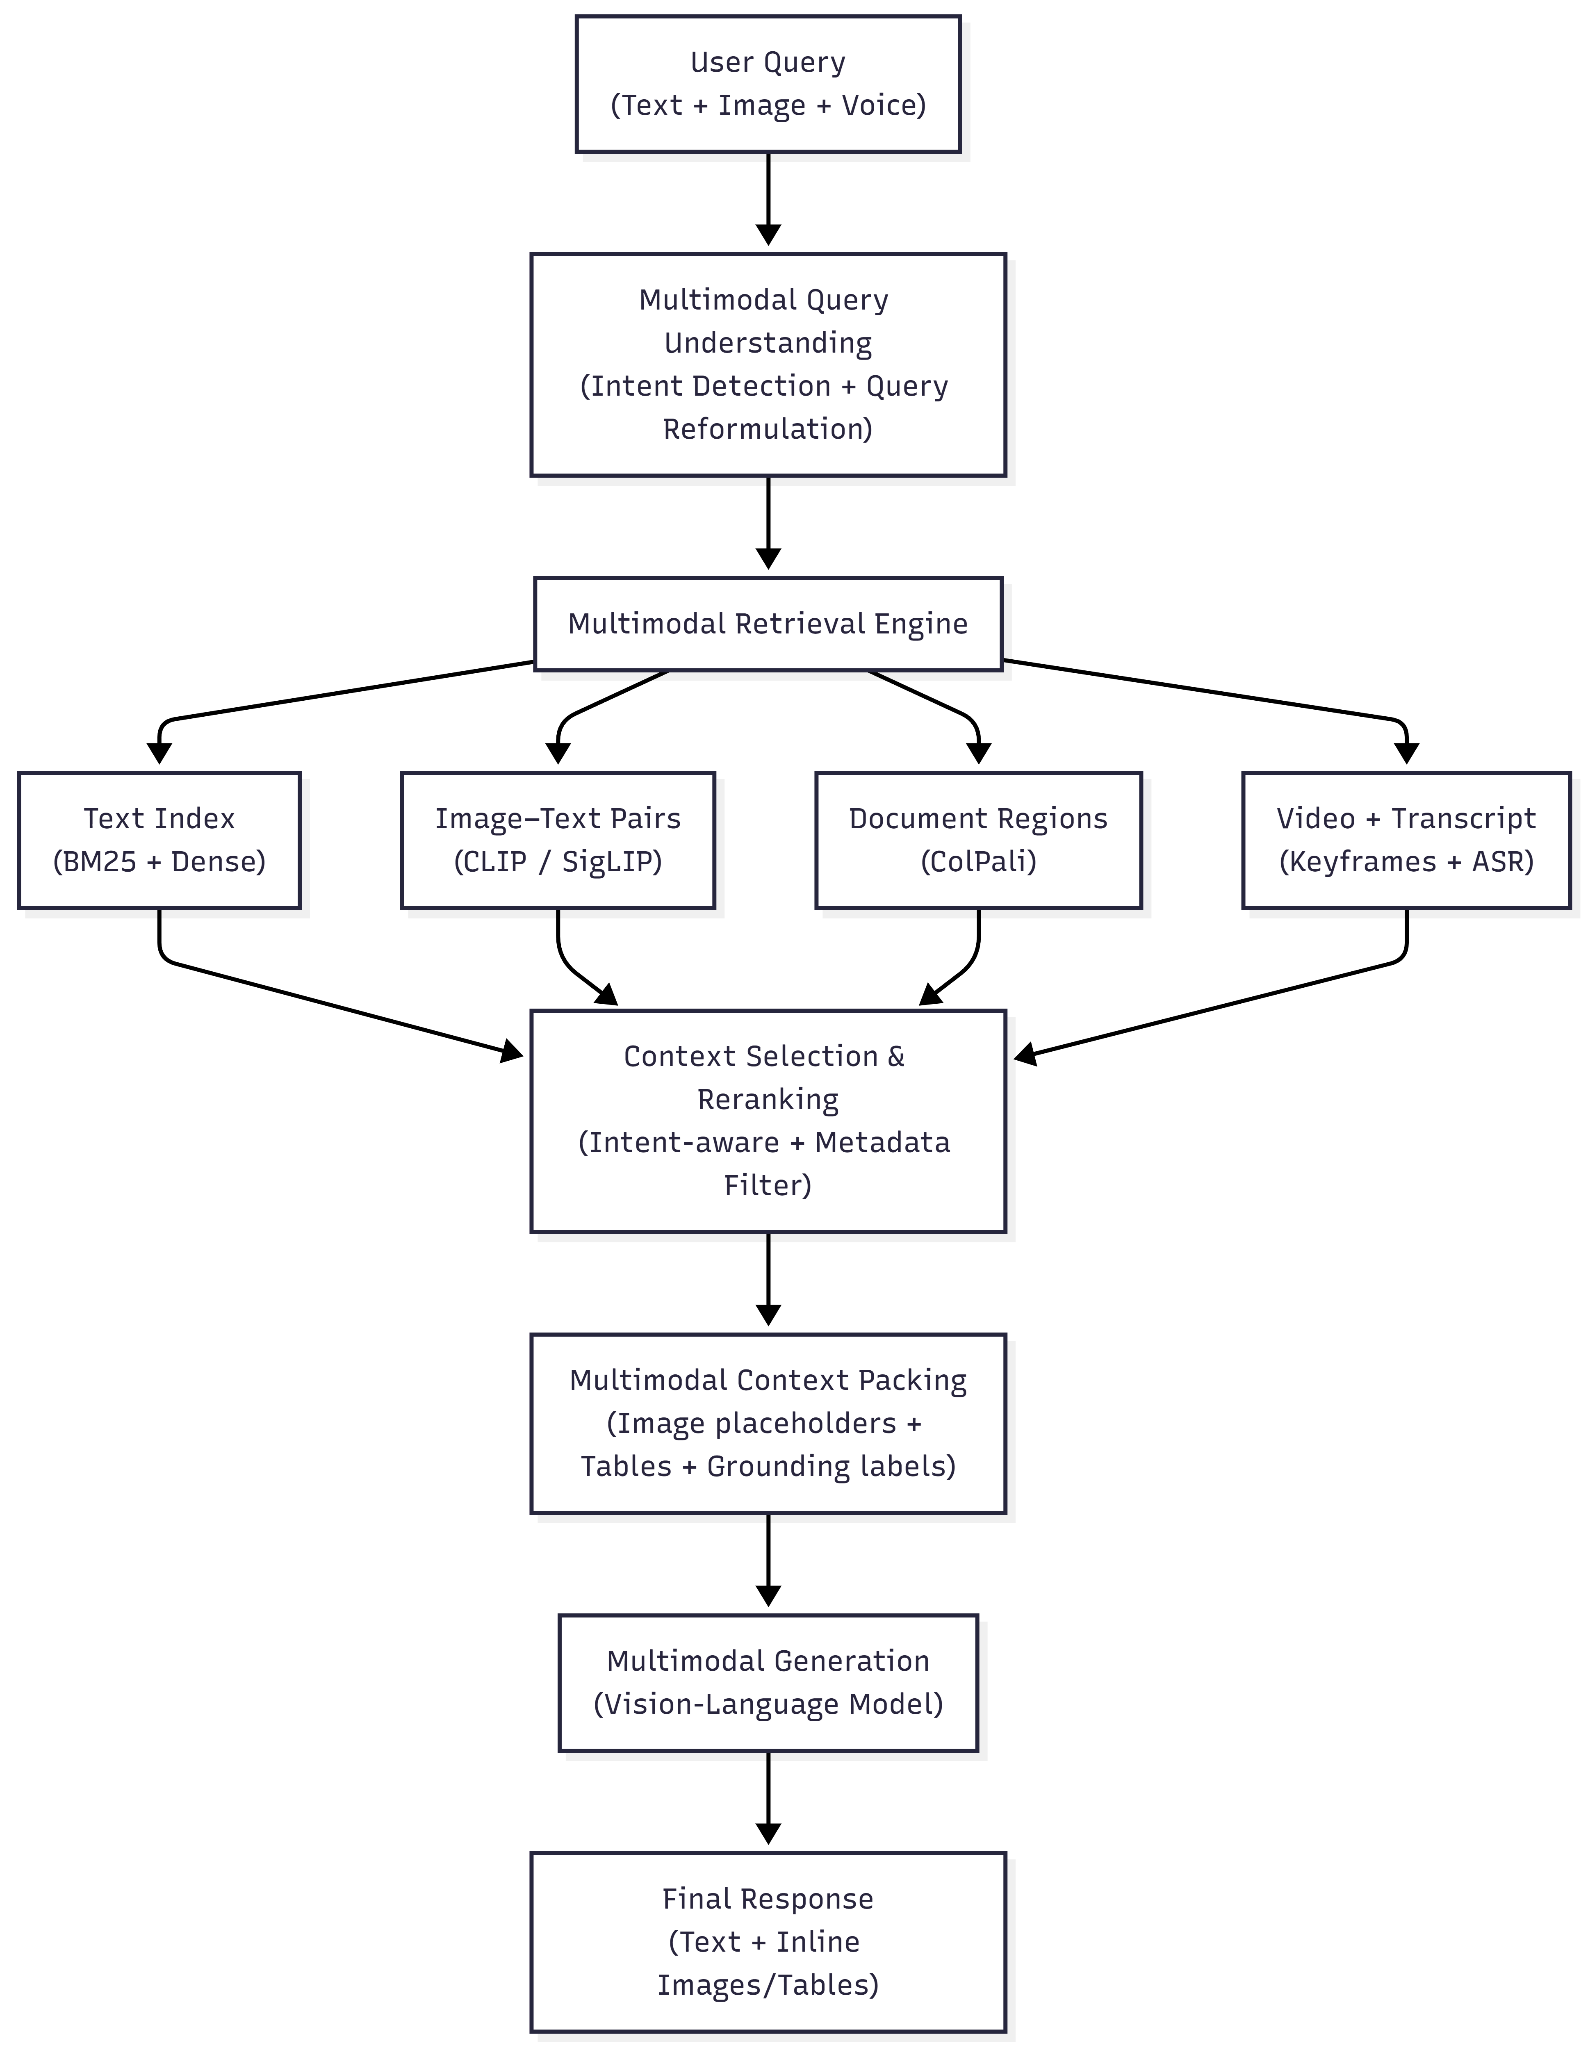 User Query
(Text + Image + Voice)
Multimodal Query
Understanding
(Intent Detection + Query
Reformulation)
Multimodal Retrieval Engine
Text Index
(BM25 + Dense)
Image–Text Pairs
(CLIP / SigLIP)
Document Regions
(ColPali)
Video + Transcript
(Keyframes + ASR)
Context Selection &
Reranking
(Intent-aware + Metadata
Filter)
Multimodal Context Packing
(Image placeholders +
Tables + Grounding labels)
Multimodal Generation
(Vision-Language Model)
Final Response
(Text + Inline
Images/Tables)